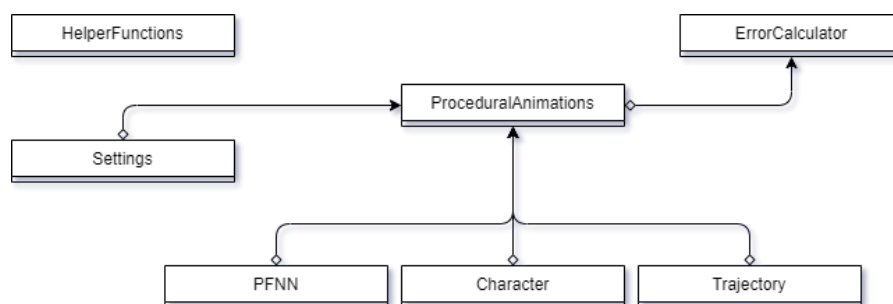 HelperFunctions
ErrorCalculator
ProceduralAnimations
Settings
PFNN
Character
Trajectory